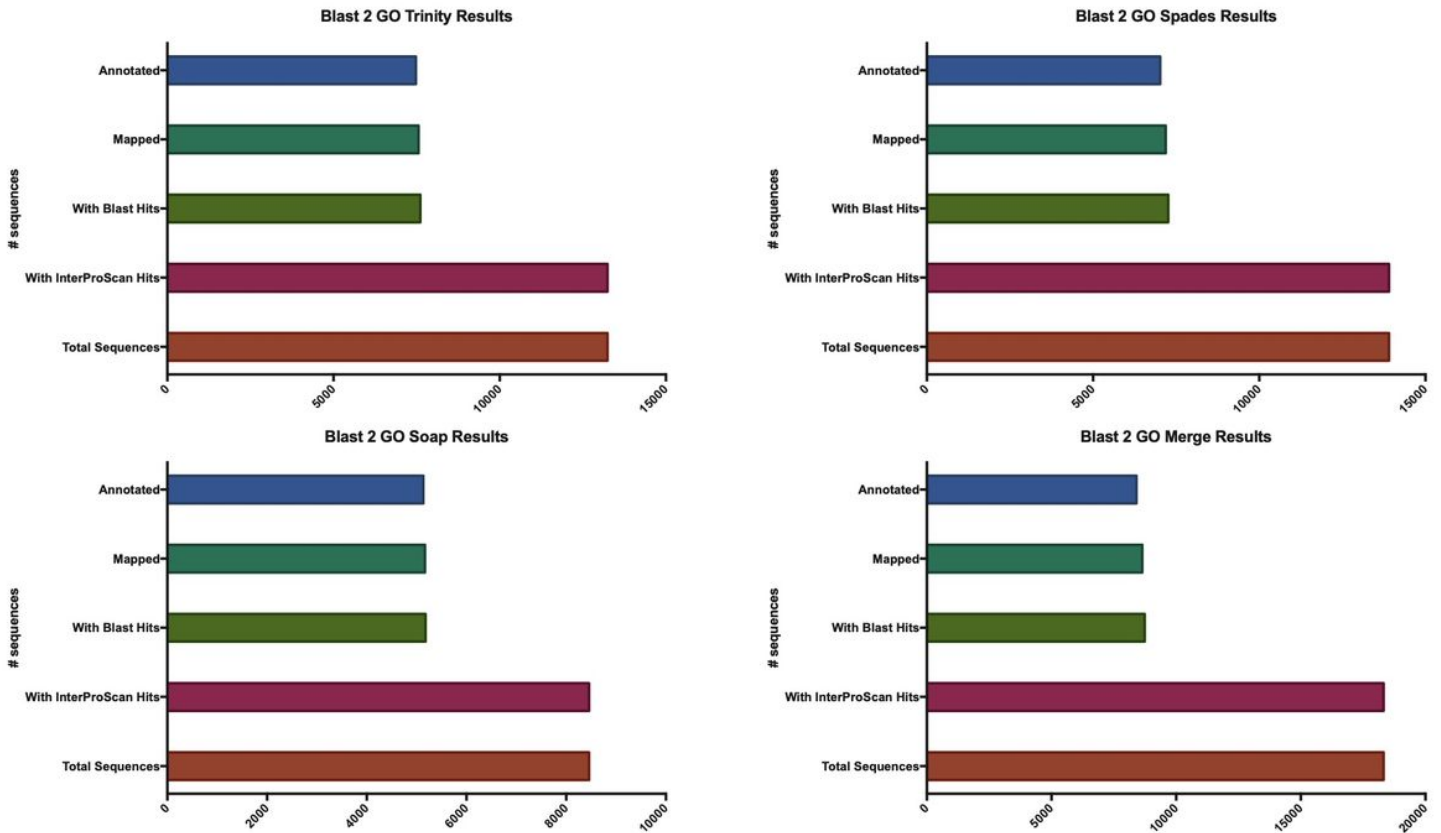 Blast 2 GO Trinity Results
# sequences
Annotated
Mapped
With Blast Hits
With InterProScan Hits
Total Sequences
0 5000 10000 15000
Blast 2 GO Spades Results
# sequences
Annotated
Mapped
With Blast Hits
With InterProScan Hits
Total Sequences
0 5000 10000 15000
Blast 2 GO Soap Results
# sequences
Annotated
Mapped
With Blast Hits
With InterProScan Hits
Total Sequences
0 2000 4000 6000 8000 10000
Blast 2 GO Merge Results
# sequences
Annotated
Mapped
With Blast Hits
With InterProScan Hits
Total Sequences
0 5000 10000 15000 20000